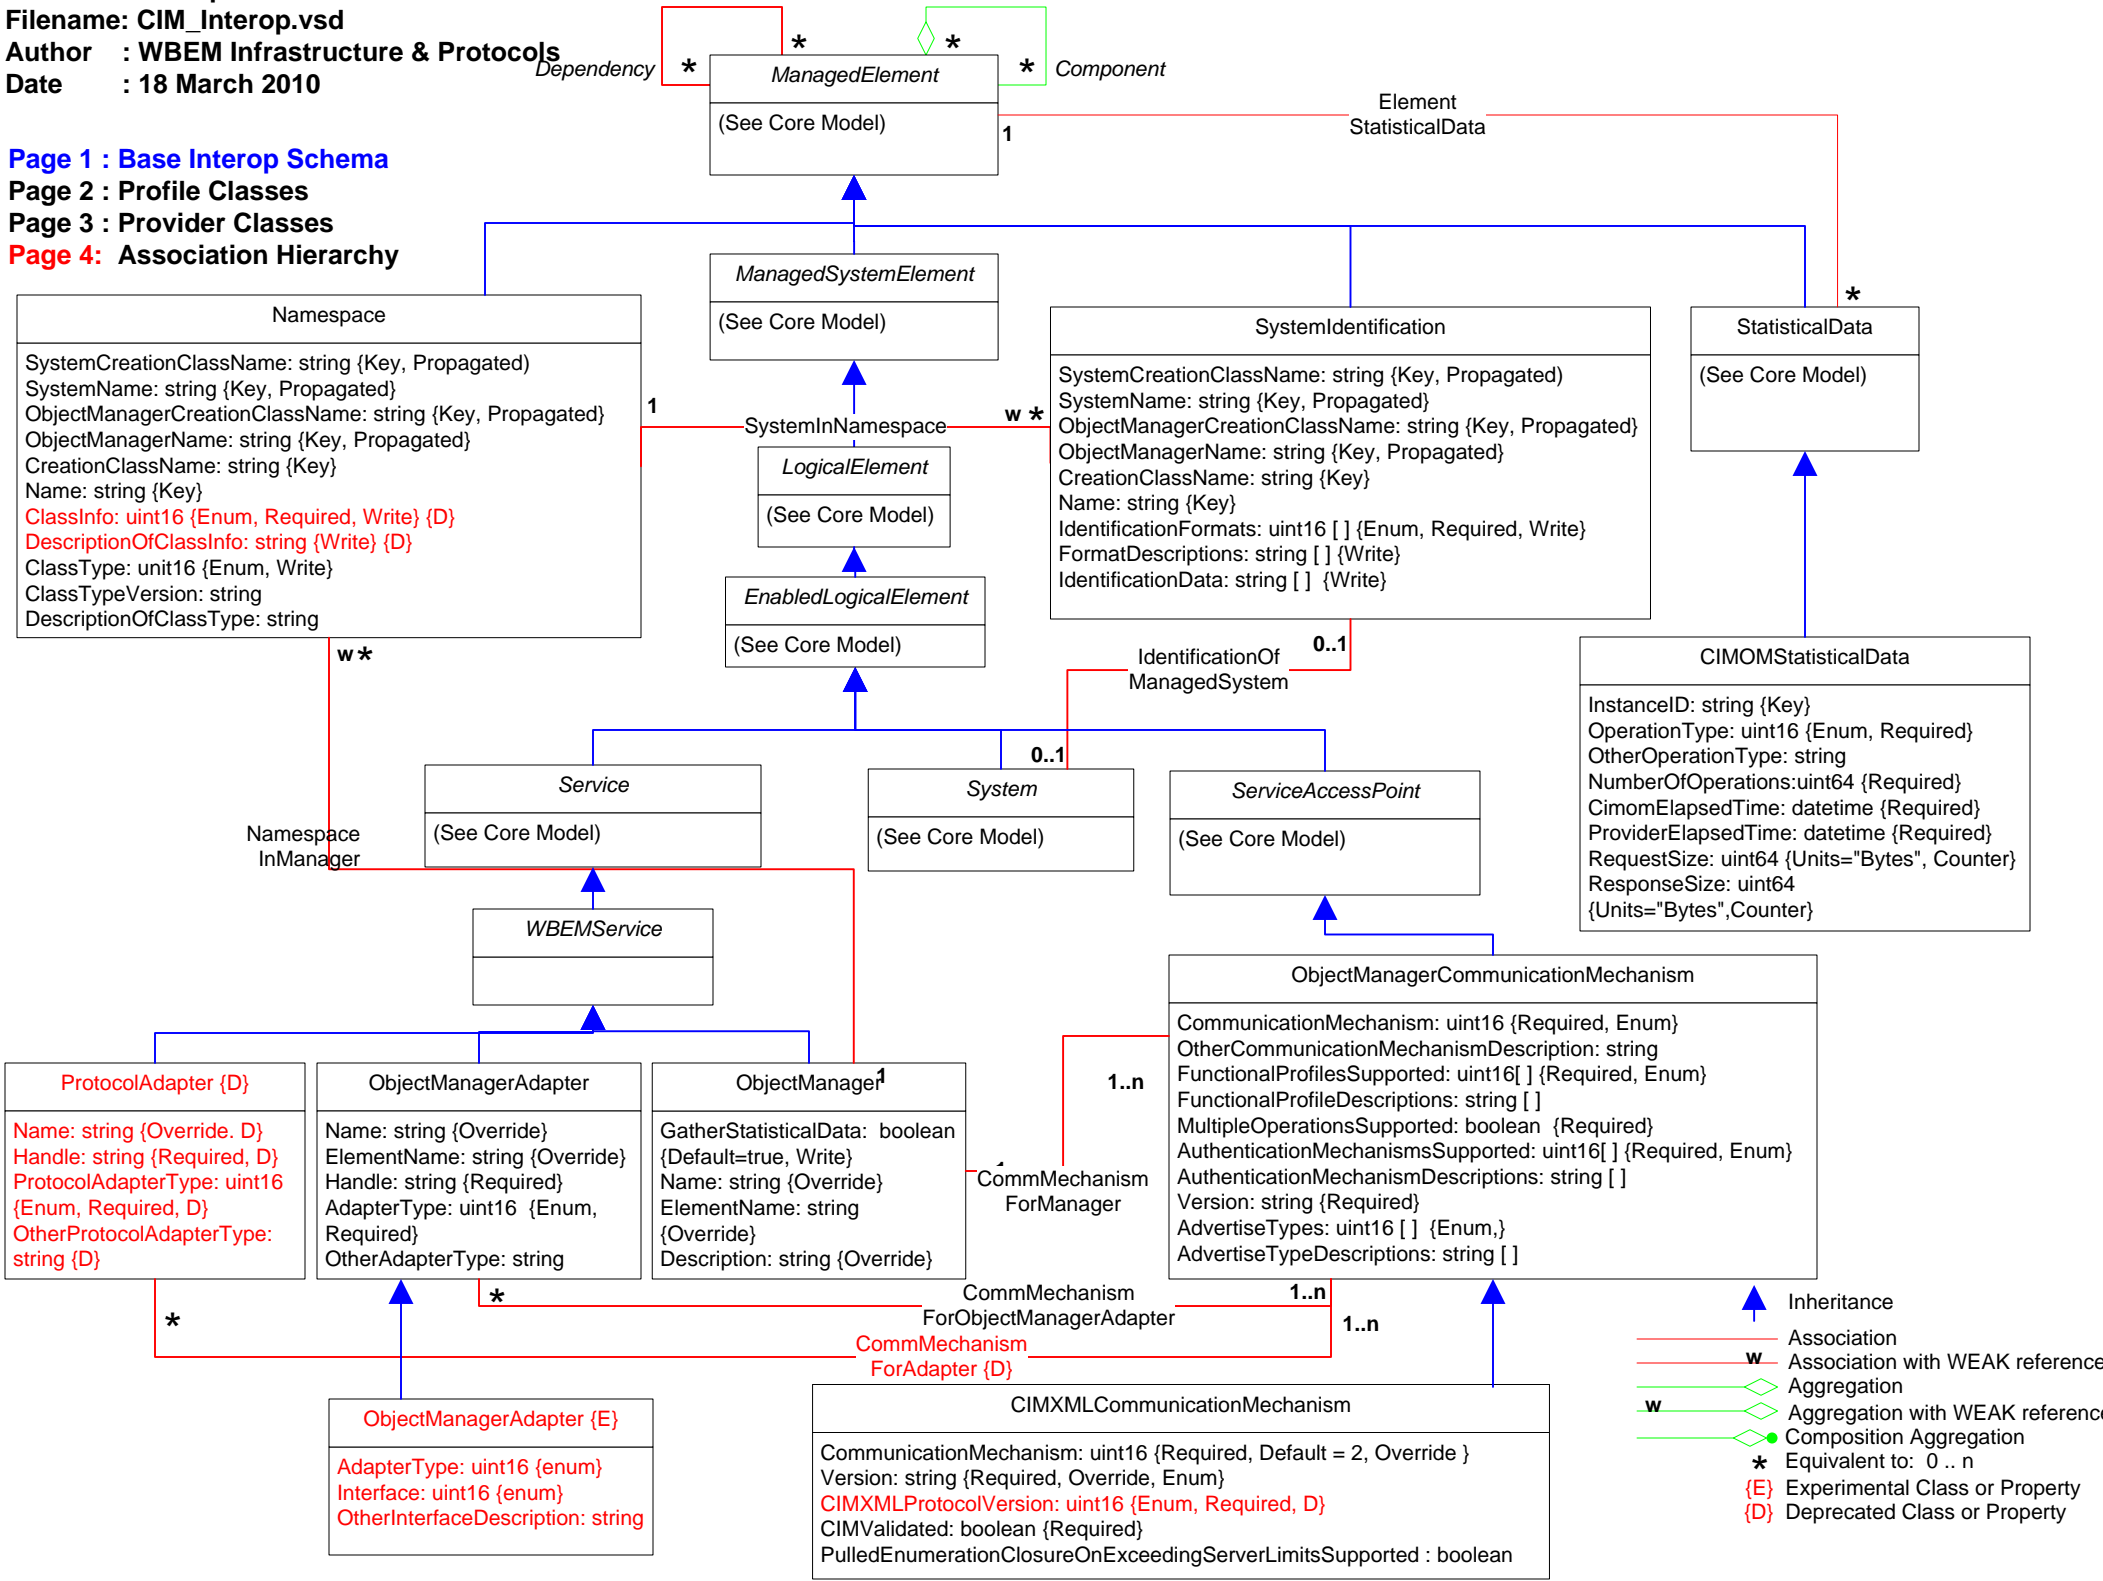 Filename: CIM_Interop.vsd
Author : WBEM Infrastructure & Protocols
Date : 18 March 2010
Page 1 : Base Interop Schema
Page 2 : Profile Classes
Page 3 : Provider Classes
Page 4: Association Hierarchy
Dependency
*
*
*
*
Component
ManagedElement
(See Core Model)
1
Element
StatisticalData
*
ManagedSystemElement
(See Core Model)
Namespace
SystemCreationClassName: string {Key, Propagated)
SystemName: string {Key, Propagated}
ObjectManagerCreationClassName: string {Key, Propagated}
ObjectManagerName: string {Key, Propagated}
CreationClassName: string {Key}
Name: string {Key}
ClassInfo: uint16 {Enum, Required, Write} {D}
DescriptionOfClassInfo: string {Write} {D}
ClassType: unit16 {Enum, Write}
ClassTypeVersion: string
DescriptionOfClassType: string
1
SystemInNamespace
w *
SystemIdentification
SystemCreationClassName: string {Key, Propagated)
SystemName: string {Key, Propagated}
ObjectManagerCreationClassName: string {Key, Propagated}
ObjectManagerName: string {Key, Propagated}
CreationClassName: string {Key}
Name: string {Key}
IdentificationFormats: uint16 [ ] {Enum, Required, Write}
FormatDescriptions: string [ ] {Write}
IdentificationData: string [ ] {Write}
StatisticalData
(See Core Model)
LogicalElement
(See Core Model)
EnabledLogicalElement
(See Core Model)
w *
IdentificationOf
ManagedSystem
0..1
0..1
CIMOMStatisticalData
InstanceID: string {Key}
OperationType: uint16 {Enum, Required}
OtherOperationType: string
NumberOfOperations:uint64 {Required}
CimomElapsedTime: datetime {Required}
ProviderElapsedTime: datetime {Required}
RequestSize: uint64 {Units="Bytes", Counter}
ResponseSize: uint64
{Units="Bytes",Counter}
Service
(See Core Model)
System
(See Core Model)
ServiceAccessPoint
(See Core Model)
Namespace
InManager
WBEMService
ObjectManagerCommunicationMechanism
CommunicationMechanism: uint16 {Required, Enum}
OtherCommunicationMechanismDescription: string
FunctionalProfilesSupported: uint16[ ] {Required, Enum}
FunctionalProfileDescriptions: string [ ]
MultipleOperationsSupported: boolean {Required}
AuthenticationMechanismsSupported: uint16[ ] {Required, Enum}
AuthenticationMechanismDescriptions: string [ ]
Version: string {Required}
AdvertiseTypes: uint16 [ ] {Enum,}
AdvertiseTypeDescriptions: string [ ]
ProtocolAdapter {D}
Name: string {Override. D}
Handle: string {Required, D}
ProtocolAdapterType: uint16
{Enum, Required, D}
OtherProtocolAdapterType:
string {D}
ObjectManagerAdapter
Name: string {Override}
ElementName: string {Override}
Handle: string {Required}
AdapterType: uint16 {Enum,
Required}
OtherAdapterType: string
ObjectManager
1
GatherStatisticalData: boolean
{Default=true, Write}
Name: string {Override}
ElementName: string
{Override}
Description: string {Override}
1..n
CommMechanism
ForManager
*
*
CommMechanism
ForObjectManagerAdapter
1..n
1..n
CommMechanism
ForAdapter {D}
ObjectManagerAdapter {E}
AdapterType: uint16 {enum}
Interface: uint16 {enum}
OtherInterfaceDescription: string
CIMXMLCommunicationMechanism
CommunicationMechanism: uint16 {Required, Default = 2, Override }
Version: string {Required, Override, Enum}
CIMXMLProtocolVersion: uint16 {Enum, Required, D}
CIMValidated: boolean {Required}
PulledEnumerationClosureOnExceedingServerLimitsSupported : boolean
Inheritance
Association
w Association with WEAK reference
Aggregation
w Aggregation with WEAK reference
Composition Aggregation
* Equivalent to: 0 .. n
{E} Experimental Class or Property
{D} Deprecated Class or Property